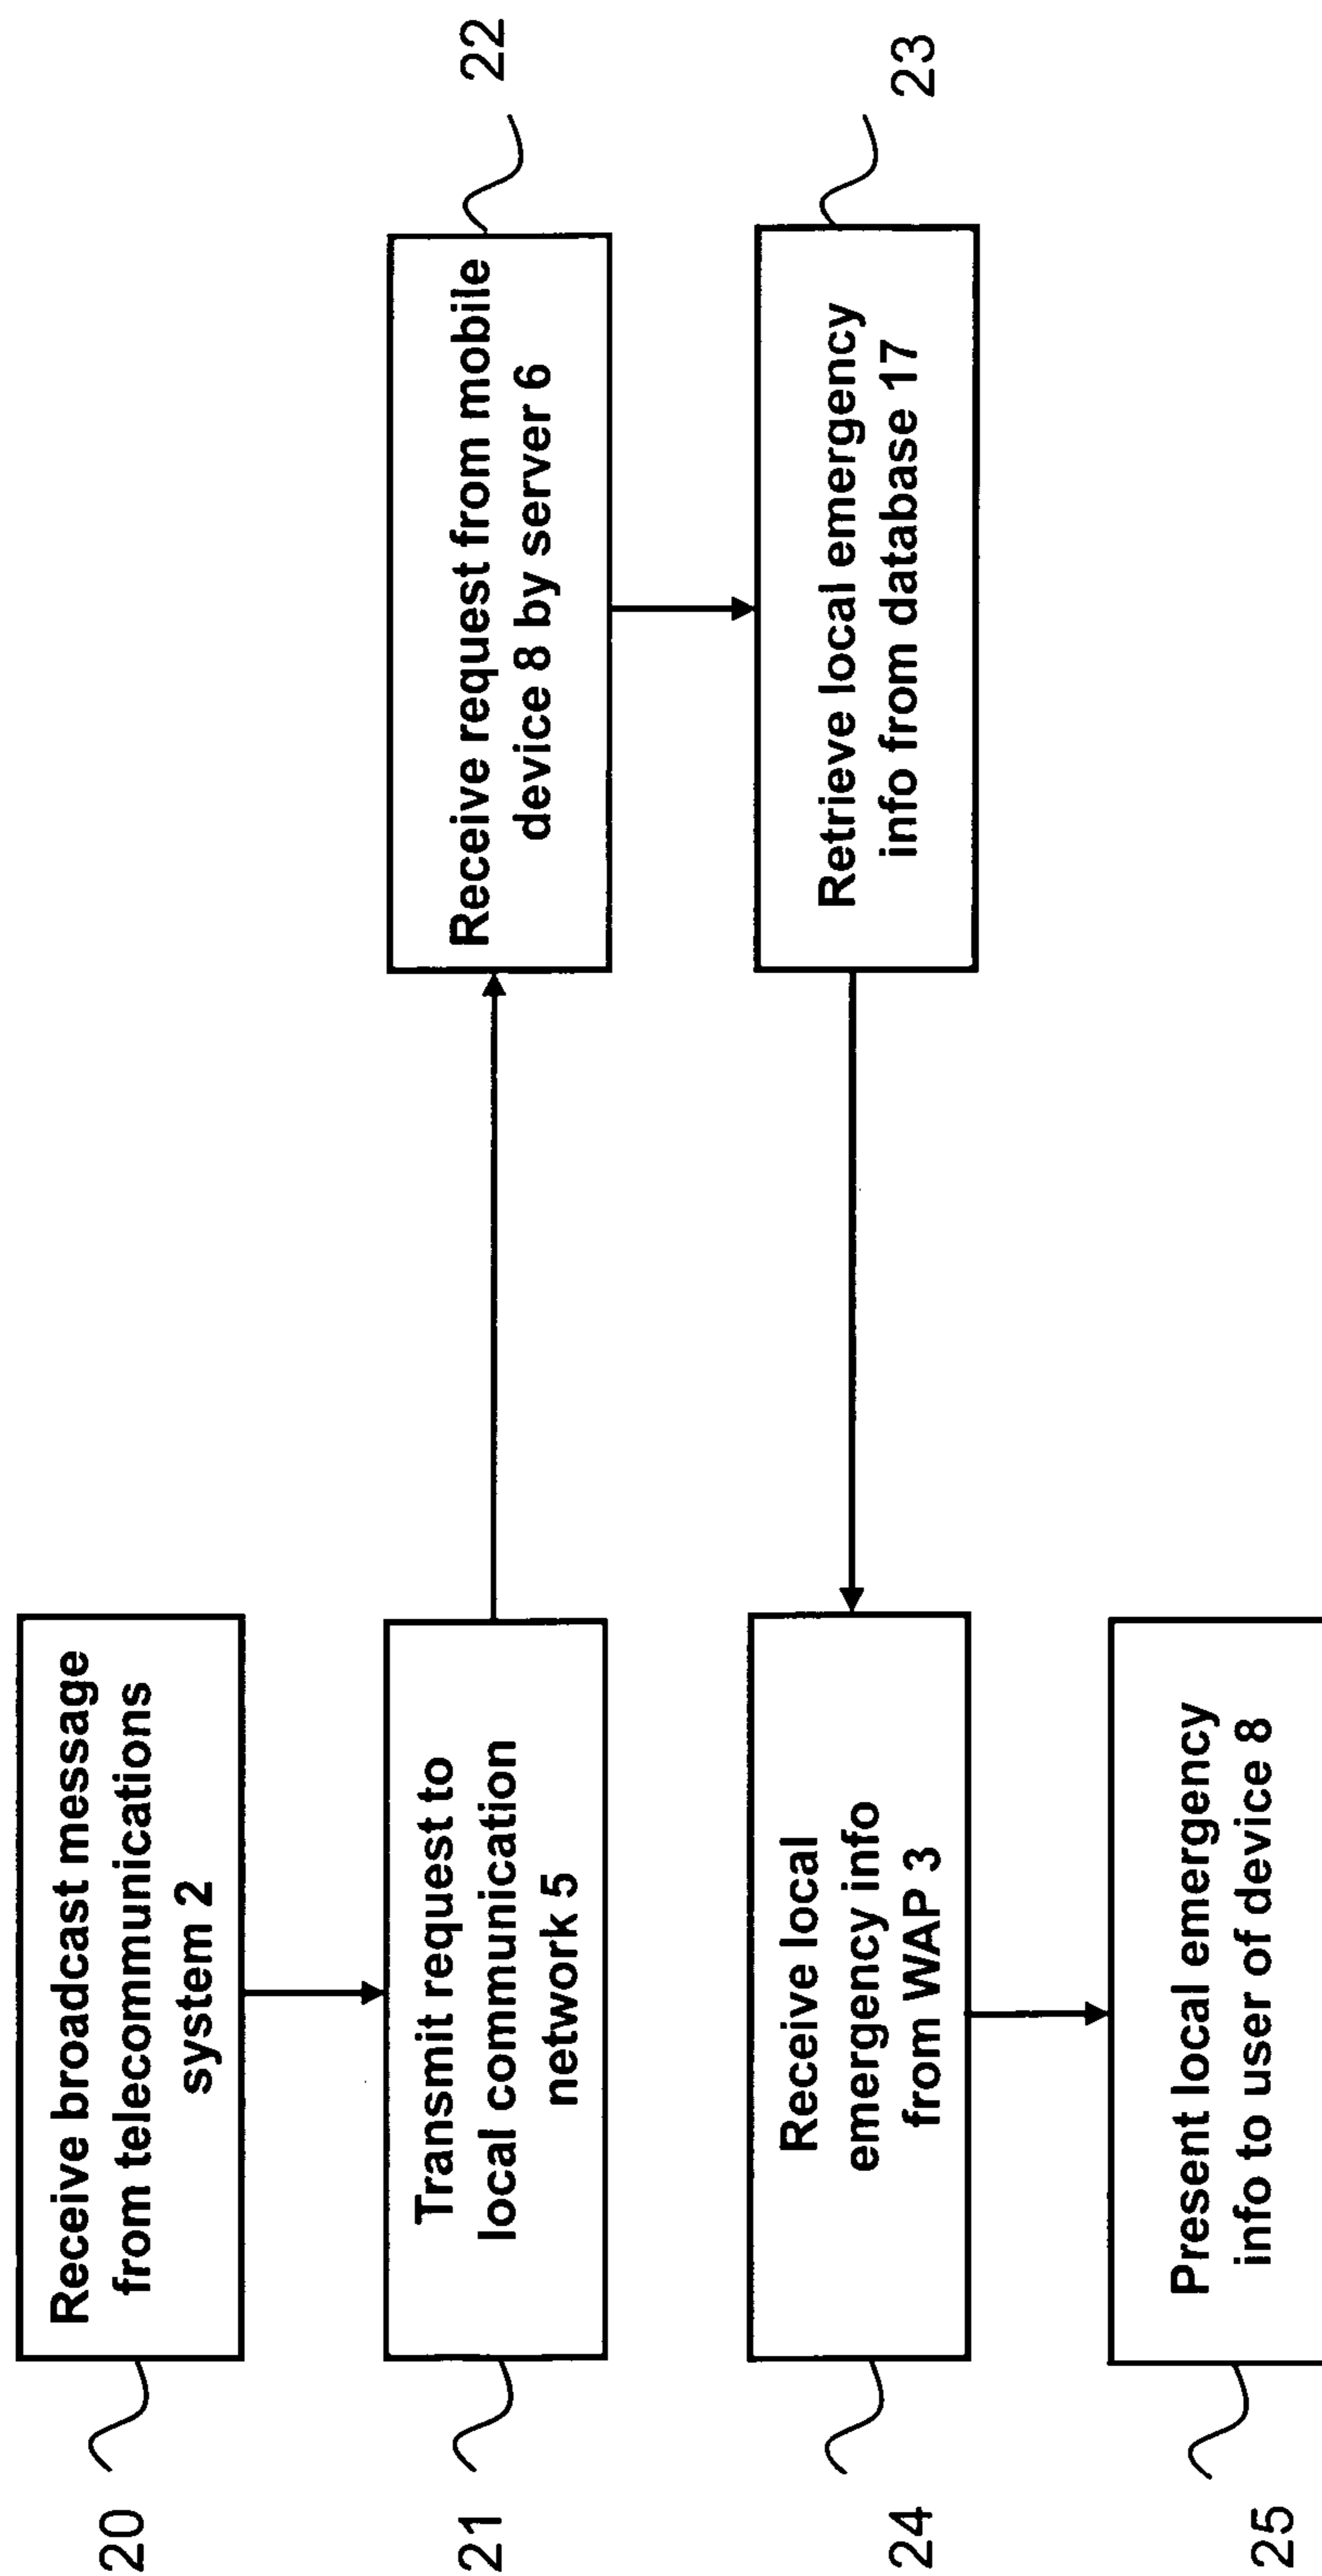 20
Receive broadcast message
from telecommunications
system 2
21
Transmit request to
local communication
network 5
Receive request from mobile
device 8 by server 6
22
Retrieve local emergency
info from database 17
23
24
Receive local
emergency info
from WAP 3
25
Present local emergency
info to user of device 8